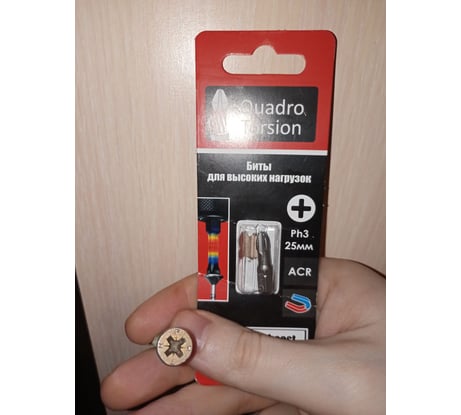 Quadro
Torsion
Биты
для высоких нагрузок
Ph3
25мм
ACR